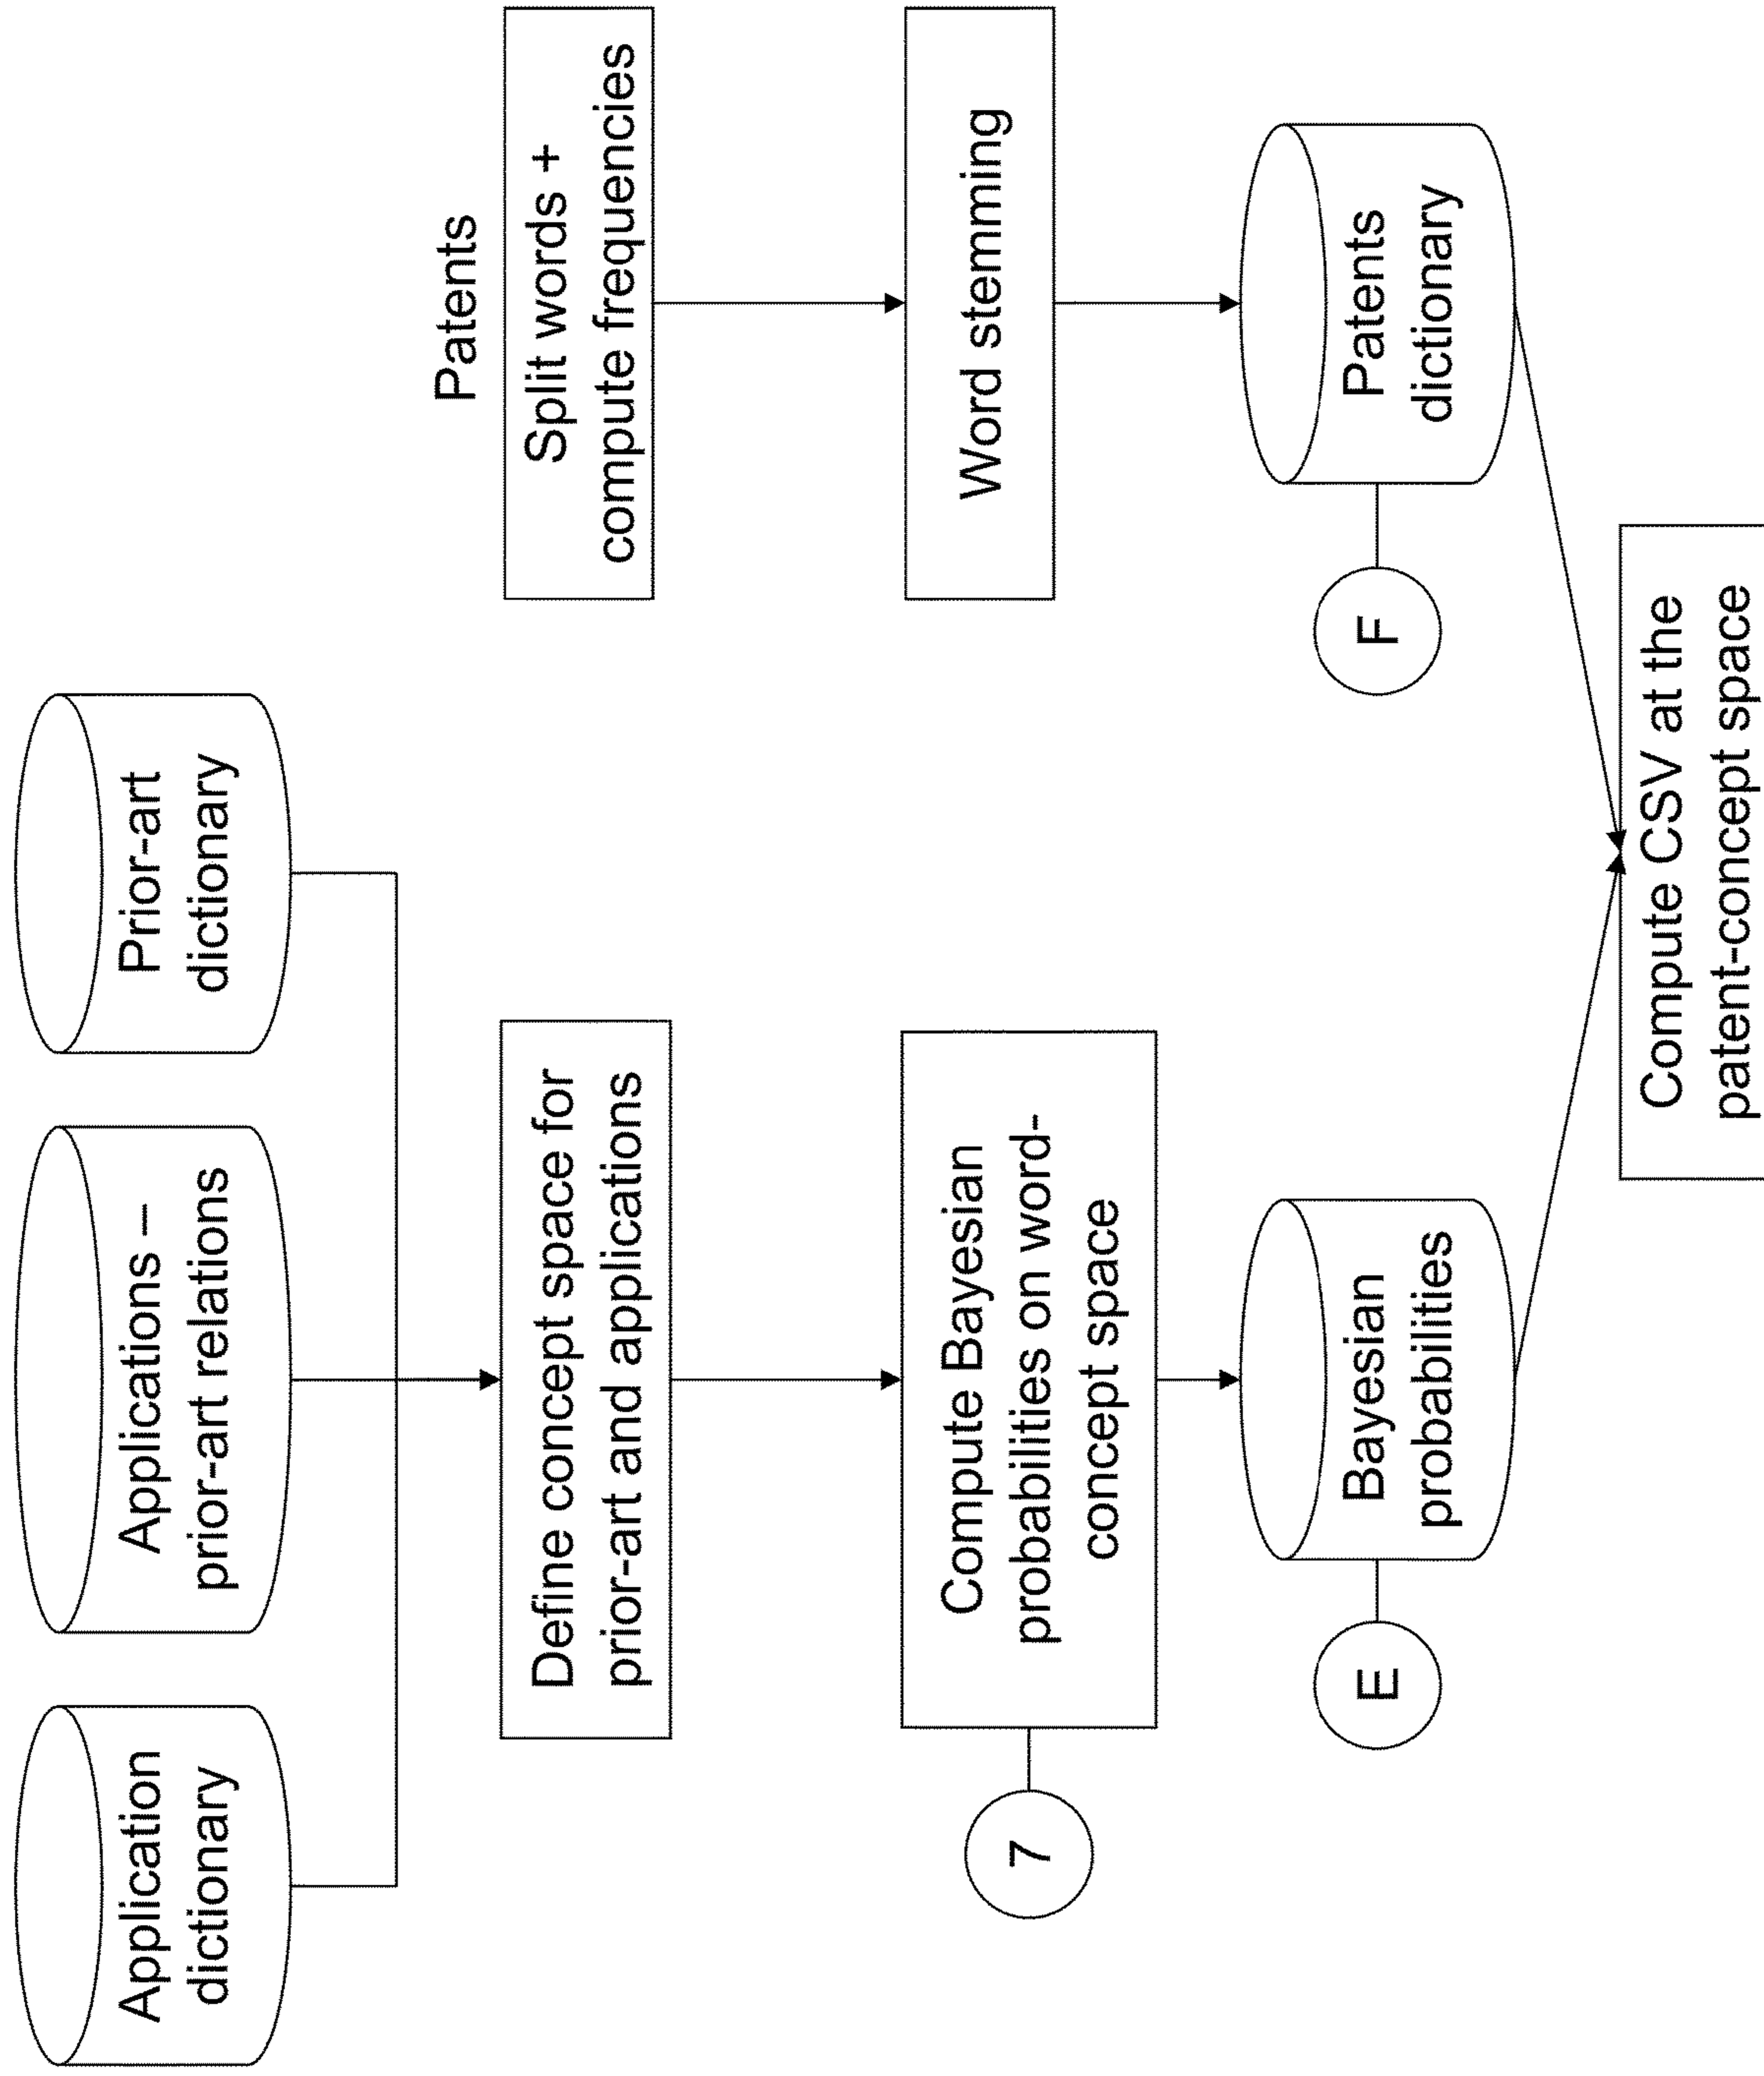 Application
dictionary
Applications –
prior-art relations
Prior-art
dictionary
Define concept space for
prior-art and applications
Patents
Split words +
compute frequencies
7
Compute Bayesian
probabilities on word-
concept space
Word stemming
E
Bayesian
probabilities
F
Patents
dictionary
Compute CSV at the
patent-concept space